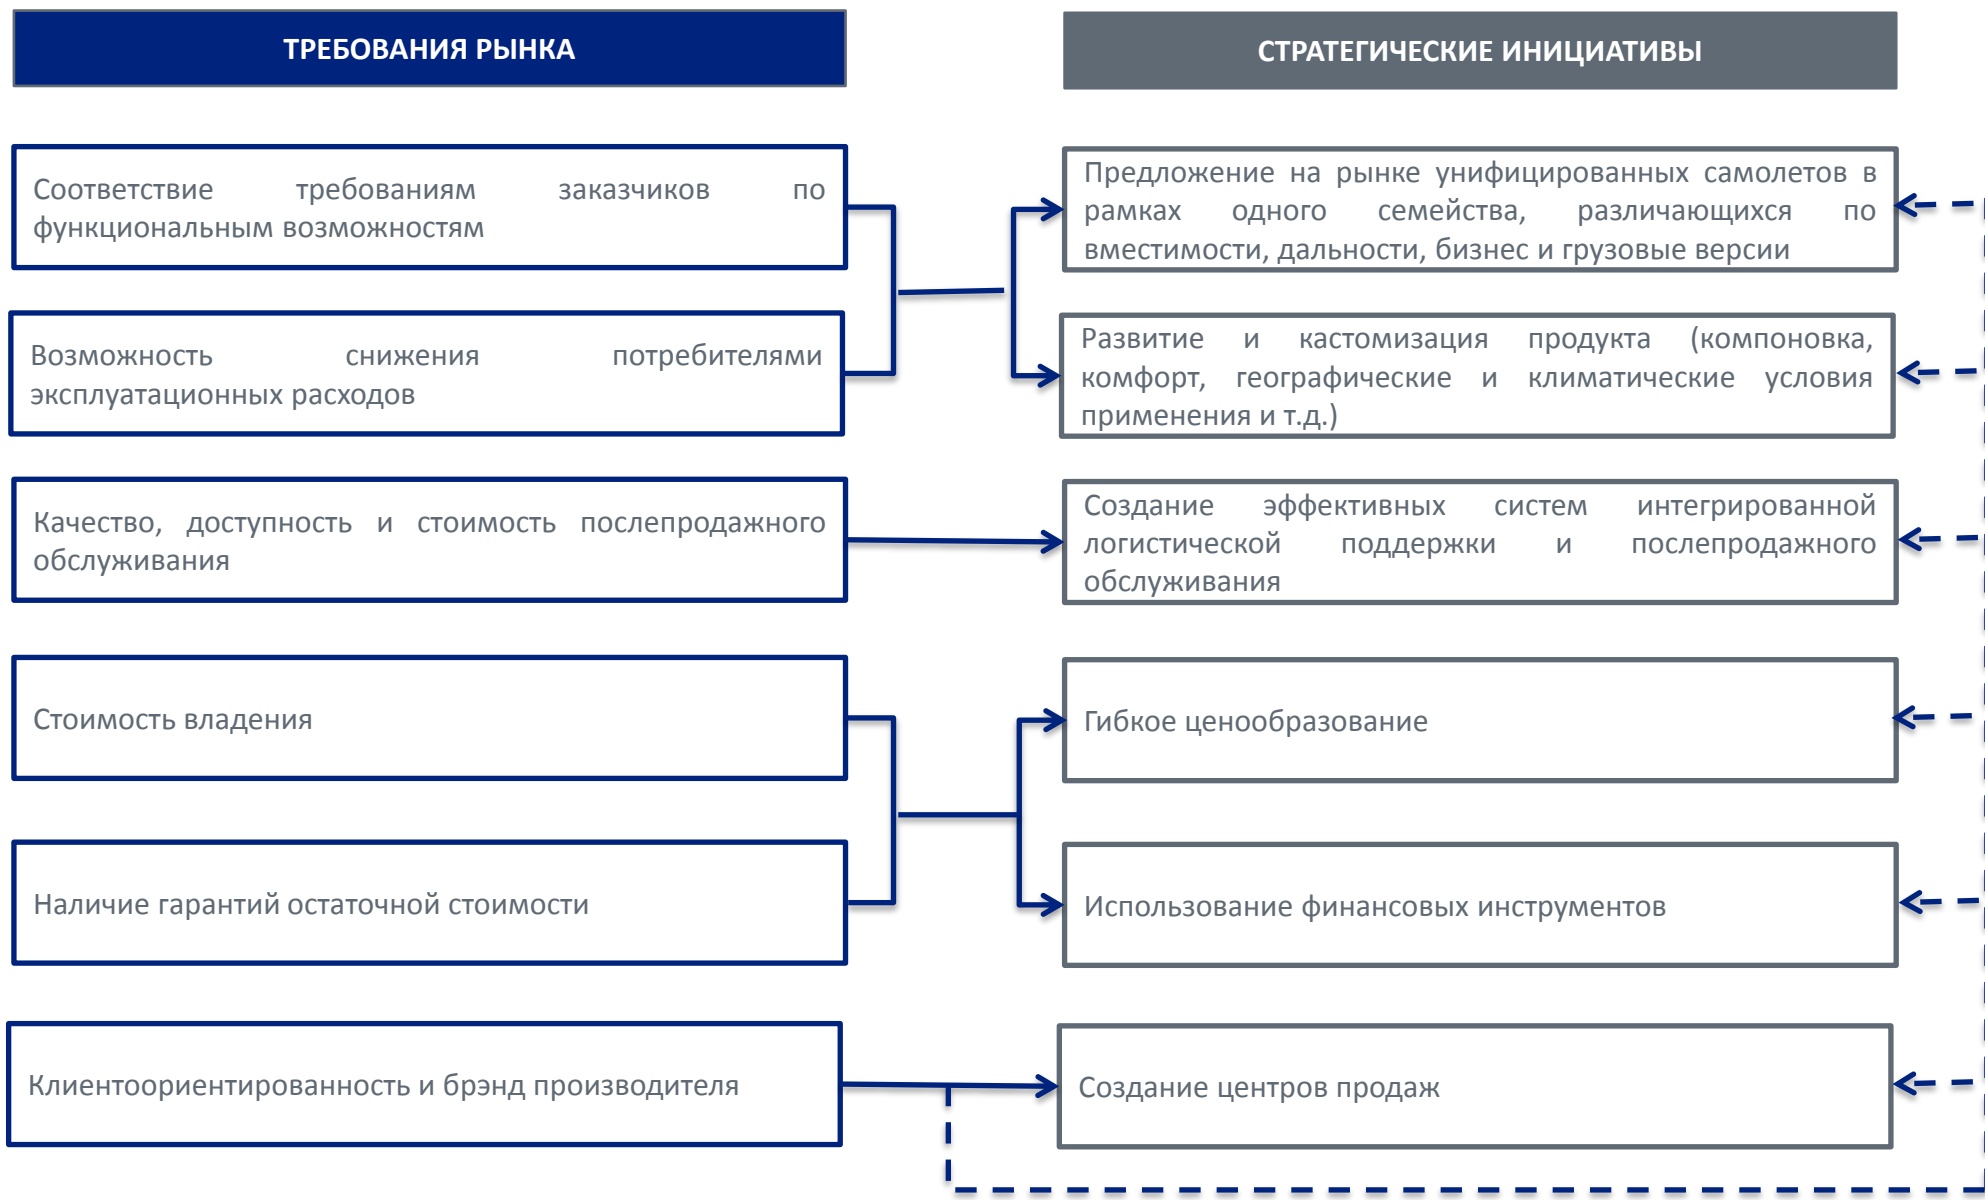 ТРЕБОВАНИЯ РЫНКА
СТРАТЕГИЧЕСКИЕ ИНИЦИАТИВЫ
Соответствие требованиям заказчиков по
функциональным возможностям
Предложение на рынке унифицированных самолетов в
рамках одного семейства, различающихся по
вместимости, дальности, бизнес и грузовые версии
Возможность снижения потребителями
эксплуатационных расходов
Развитие и кастомизация продукта (компоновка,
комфорт, географические и климатические условия
применения и т.д.)
Качество, доступность и стоимость послепродажного
обслуживания
Создание эффективных систем интегрированной
логистической поддержки и послепродажного
обслуживания
Стоимость владения
Гибкое ценообразование
Наличие гарантий остаточной стоимости
Использование финансовых инструментов
Клиентоориентированность и брэнд производителя
Создание центров продаж